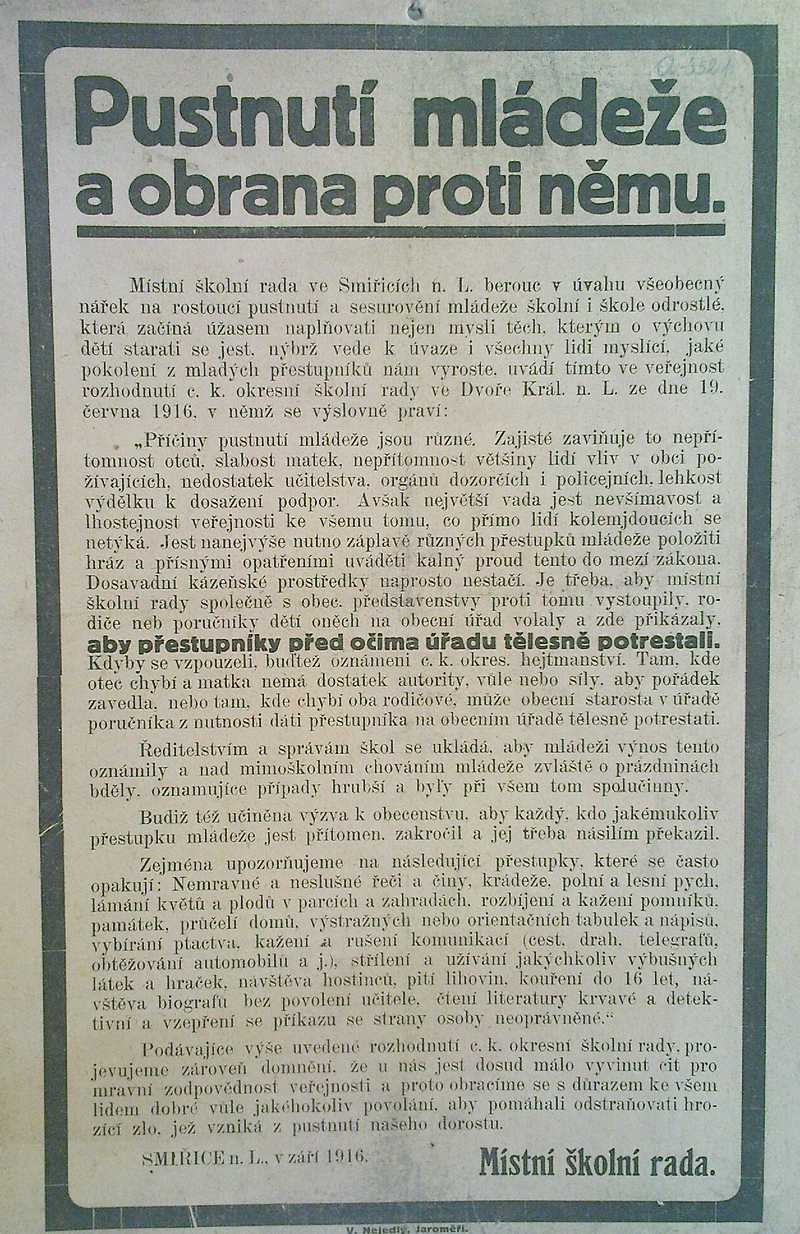 Pustnutí mládeže
a obrana proti němu.
Místní školní rada ve Smiřicích n. L. berouc v úvahu všeobecný
nářek na rostoucí pustnutí a sesurovění mládeže školní i škole odrostlé,
která začíná úžasem naplňovati nejen mysli těch, kterým o výchovu
dětí starati se jest, nýbrž vede k úvaze i všechny lidi myslící, jaké
pokolení z mladých přestupníků nám vyroste, uvádí tímto ve veřejnost
rozhodnutí c. k. okresní školní rady ve Dvoře Král. n. L. ze dne 19.
června 1916, v němž se výslovně praví:
„Příčiny pustnutí mládeže jsou různé. Zajisté zaviňuje to nepří-
tomnost otců, slabost matek, nepřítomnost většiny lidí vliv v obci po-
žívajících, nedostatek učitelstva, orgánů dozorčích i policejních, lehkost
výdělku k dosažení podpor. Avšak největší vada jest nevšímavost a
lhostejnost veřejnosti ke všemu tomu, co přímo lidí kolemjdoucích se
netýká. Jest nanejvýše nutno záplavě různých přestupků mládeže položiti
hráz a přísnými opatřeními uváděti kalný proud tento do mezí zákona.
Dosavadní kázeňské prostředky naprosto nestačí. Je třeba, aby místní
školní rady společně s obec. představenstvy proti tomu vystoupily, ro-
diče neb poručníky dětí oněch na obecní úřad volaly a zde přikázaly,
aby přestupníky před očima úřadu tělesně potrestali.
Kdyby se vzpouzeli, buďtež oznámeni c. k. okres. hejtmanství. Tam, kde
otec chybí a matka nemá dostatek autority, vůle nebo síly, aby pořádek
zavedla, nebo tam, kde chybí oba rodičové, může obecní starosta v úřadě
poručníka z nutnosti dáti přestupníka na obecním úřadě tělesně potrestati.
Ředitelstvím a správám škol se ukládá, aby mládeži výnos tento
oznámily a nad mimoškolním chováním mládeže zvláště o prázdninách
bděly, oznamujíce případy hrubší a byly při všem tom spolučinny.
Budiž též učiněna výzva k obecenstvu, aby každý, kdo jakémukoliv
přestupku mládeže jest přítomen, zakročil a jej třeba násilím překazil.
Zejména upozorňujeme na následující přestupky, které se často
opakují: Nemravné a neslušné řeči a činy, krádeže, polní a lesní pych,
lámání květů a plodů v parcích a zahradách, rozbíjení a kažení pomníků,
památek, průčelí domů, výstražných nebo orientačních tabulek a nápisů,
vybírání ptactva, kažení a rušení komunikací (cest, drah, telegrafů,
obtěžování automobilů a j.), střílení a užívání jakýchkoliv výbušných
látek a hraček, návštěva hostinců, pití lihovin, kouření do 16 let, ná-
vštěva biografů bez povolení učitele, čtení literatury krvavé a detek-
tivní a vzepření se příkazu se strany osoby neoprávněné.“
Podávajíce výše uvedené rozhodnutí c. k. okresní školní rady, pro-
jevujeme zároveň domnění, že u nás jest dosud málo vyvinut cit pro
mravní zodpovědnost veřejnosti a proto obracíme se s důrazem ke všem
lidem dobré vůle jakéhokoliv povolání, aby pomáhali odstraňovati hro-
zící zlo, jež vzniká z pustnutí našeho dorostu.
SMIŘICE n. L., v září 1916.
Místní školní rada.
V. Nejedlý, Jaroměři.